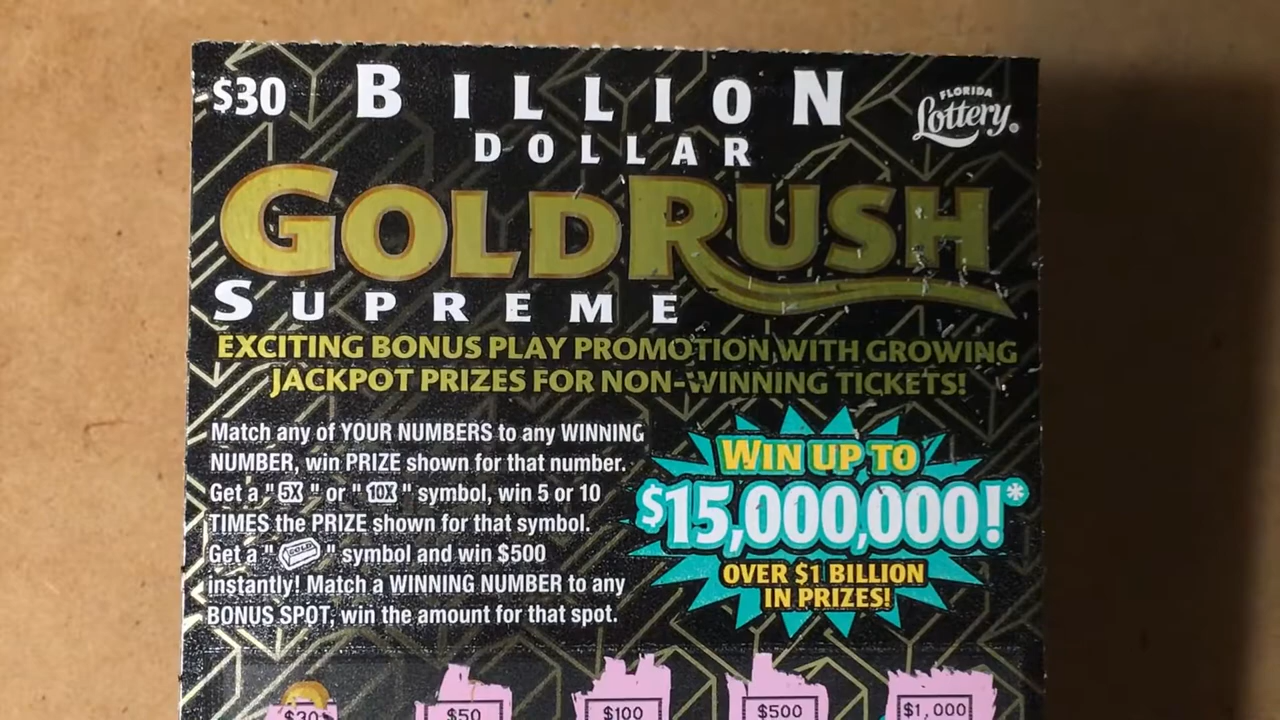 $30
BILLION
FLORIDA
Lottery®
DOLLAR
GOLDRUSH
SUPREME
EXCITING BONUS PLAY PROMOTION WITH GROWING
JACKPOT PRIZES FOR NON-WINNING TICKETS!
Match any of YOUR NUMBERS to any WINNING
NUMBER, win PRIZE shown for that number.
Get a "5X" or "10X" symbol, win 5 or 10
TIMES the PRIZE shown for that symbol.
Get a "GOLD" symbol and win $500
instantly! Match a WINNING NUMBER to any
BONUS SPOT, win the amount for that spot.
WIN UP TO
$15,000,000!*
OVER $1 BILLION
IN PRIZES!
$30 $50 $100 $500 $1,000